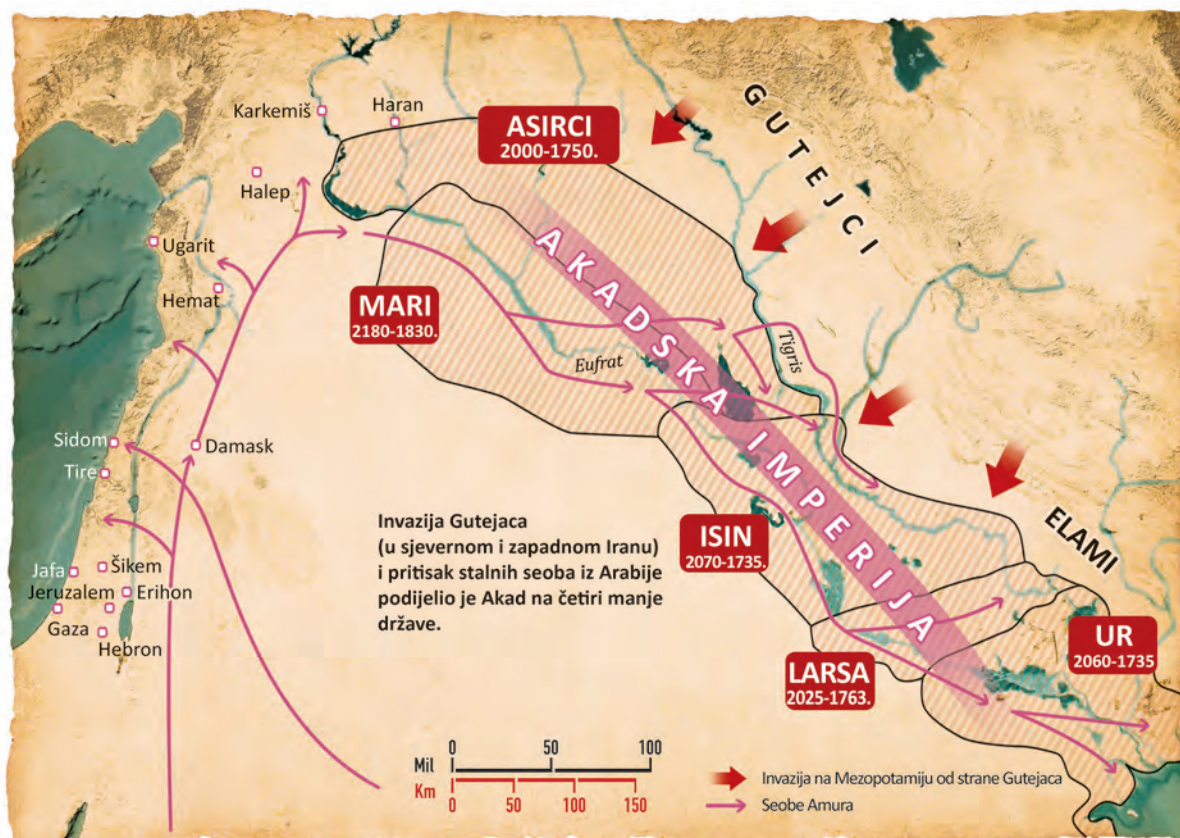 Karkemiš
Haran
ASIRCI
2000-1750.
GUTEJCI
Halep
Ugarit
Hemat
MARI
2180-1830.
AKADSKA IMPERIJA
Eufrat
Tigris
Sidom
Damask
Tire
Invazija Gutejaca
(u sjevernom i zapadnom Iranu)
i pritisak stalnih seoba iz Arabije
podijelio je Akad na četiri manje
države.
ISIN
2070-1735.
ELAMI
Jafa
Šikem
Jeruzalem
Erihon
Gaza
Hebron
UR
2060-1735
LARSA
2025-1763.
0 50 100
Mil
Km
0 50 100 150
Invazija na Mezopotamiju od strane Gutejaca
Seobe Amura